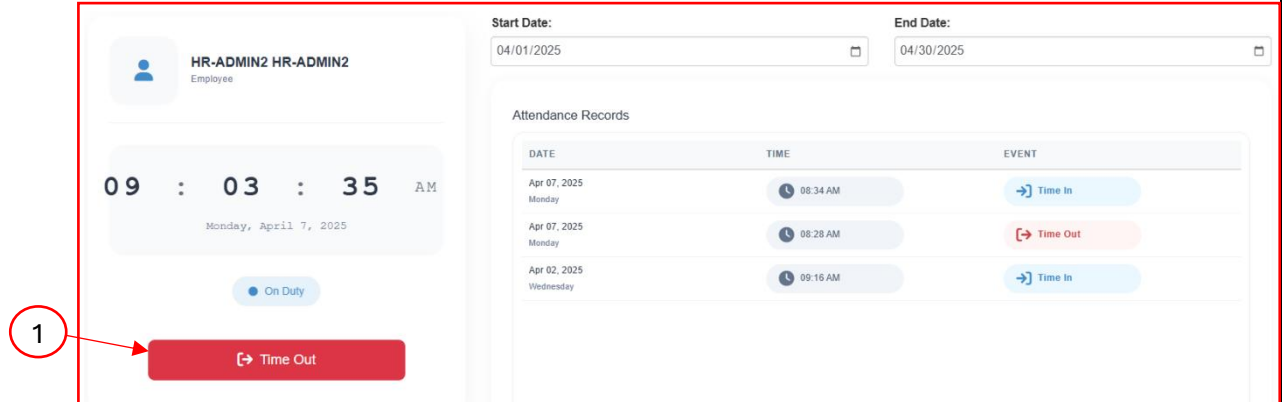 HR-ADMIN2 HR-ADMIN2
Employee
09 : 03 : 35 AM
Monday, April 7, 2025
On Duty
1
Time Out
Start Date:
End Date:
04/01/2025
04/30/2025
Attendance Records
DATE TIME EVENT
Apr 07, 2025
Monday
08:34 AM
Time In
Apr 07, 2025
Monday
08:28 AM
Time Out
Apr 02, 2025
Wednesday
09:16 AM
Time In